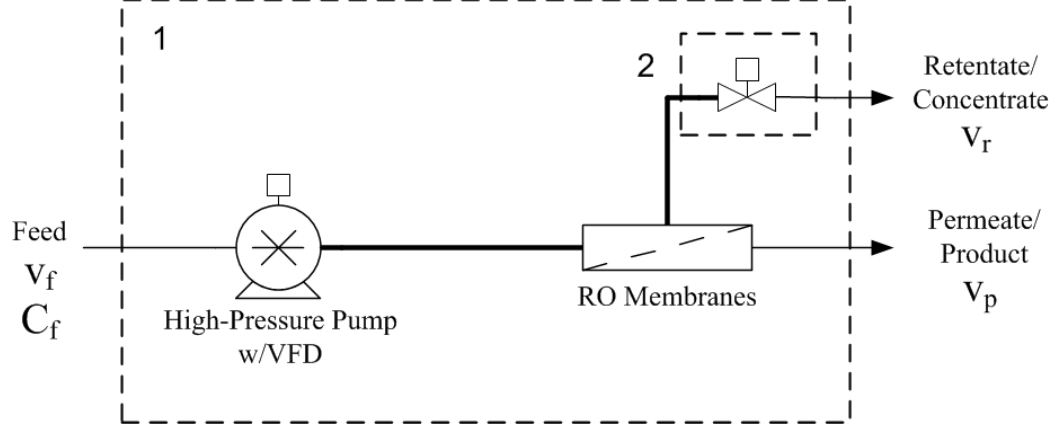 1
2
Retentate/
Concentrate
vr
Feed
vf
Cf
High-Pressure Pump
w/VFD
RO Membranes
Permeate/
Product
vp